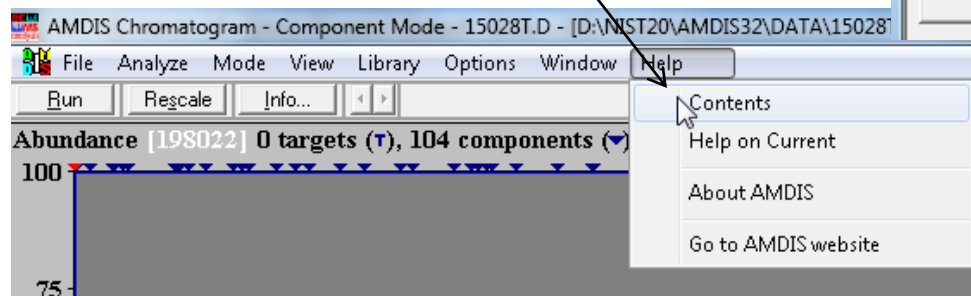 AMDIS Chromatogram - Component Mode - 15028T.D - [D:\NIST20\AMDIS32\DATA\15028T
File Analyze Mode View Library Options Window Help
Run Rescale Info...
Contents
Abundance [198022] 0 targets (T), 104 components (▼)
Help on Current
100
About AMDIS
Go to AMDIS website
75